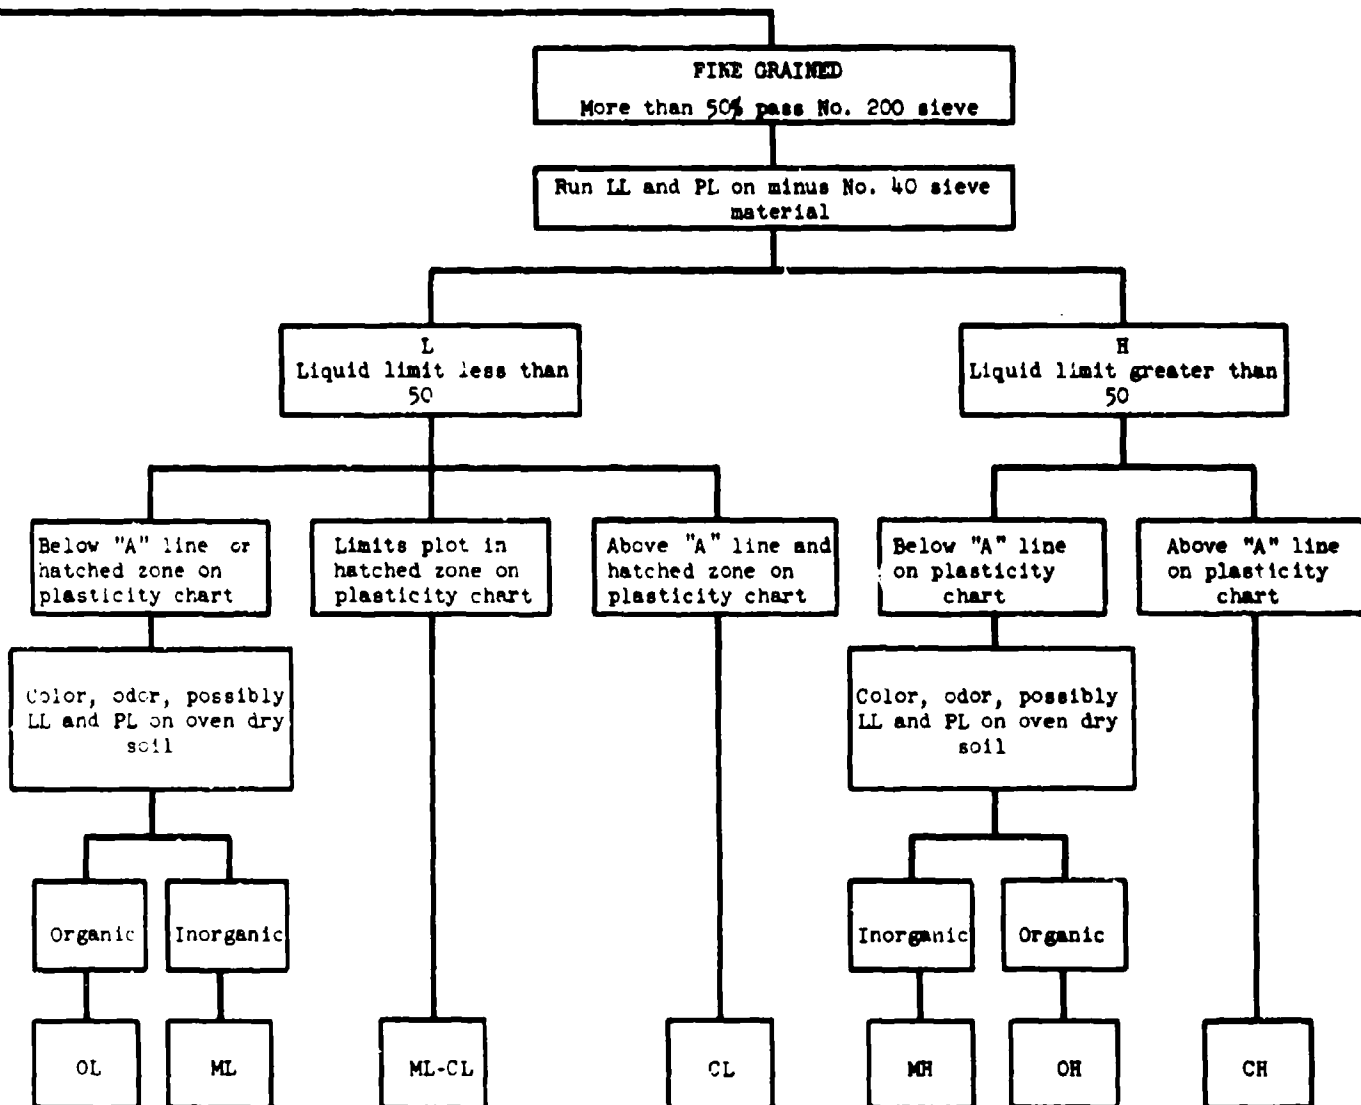 FINE GRAINED
More than 50% pass No. 200 sieve
Run LL and PL on minus No. 40 sieve
material
L
Liquid limit less than
50
H
Liquid limit greater than
50
Below "A" line or
hatched zone on
plasticity chart
Limits plot in
hatched zone on
plasticity chart
Above "A" line and
hatched zone on
plasticity chart
Below "A" line
on plasticity
chart
Above "A" line
on plasticity
chart
Color, odor, possibly
LL and PL on oven dry
soil
Color, odor, possibly
LL and PL on oven dry
soil
Organic
Inorganic
Inorganic
Organic
OL
ML
ML-CL
CL
MH
OH
CH